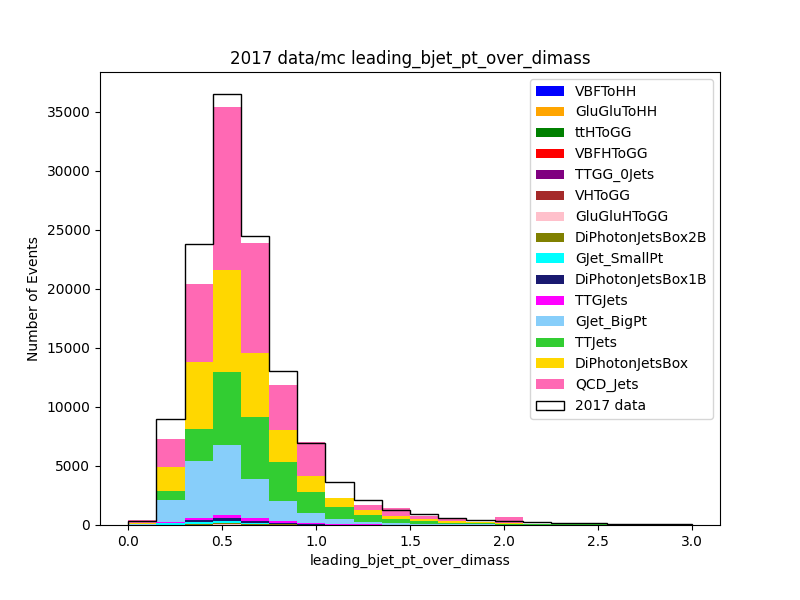 2017 data/mc leading_bjet_pt_over_dimass
Number of Events
35000
30000
25000
20000
15000
10000
5000
0
0.0
0.5
1.0
1.5
2.0
2.5
3.0
leading_bjet_pt_over_dimass
VBFToHH
GluGluToHH
ttHToGG
VBFHToGG
TTGG_0Jets
VHToGG
GluGluHToGG
DiPhotonJetsBox2B
GJet_SmallPt
DiPhotonJetsBox1B
TTGJets
GJet_BigPt
TTJets
DiPhotonJetsBox
QCD_Jets
2017 data